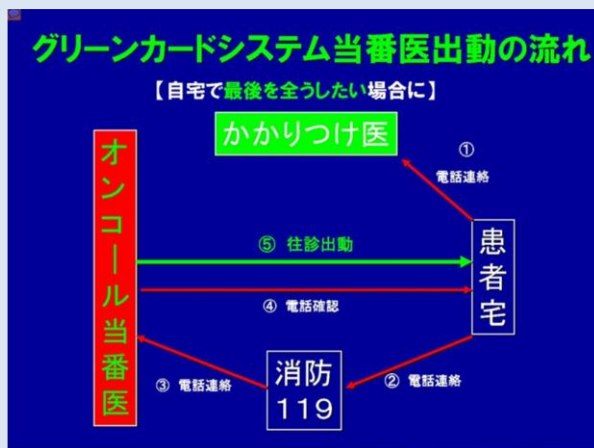 グリーンカードシステム当番医出動の流れ
【自宅で最後を全うしたい場合に】
かかりつけ医
①
電話連絡
オンコール当番医
⑤ 往診出動
患者宅
④ 電話確認
③ 電話連絡
消防
119
② 電話連絡